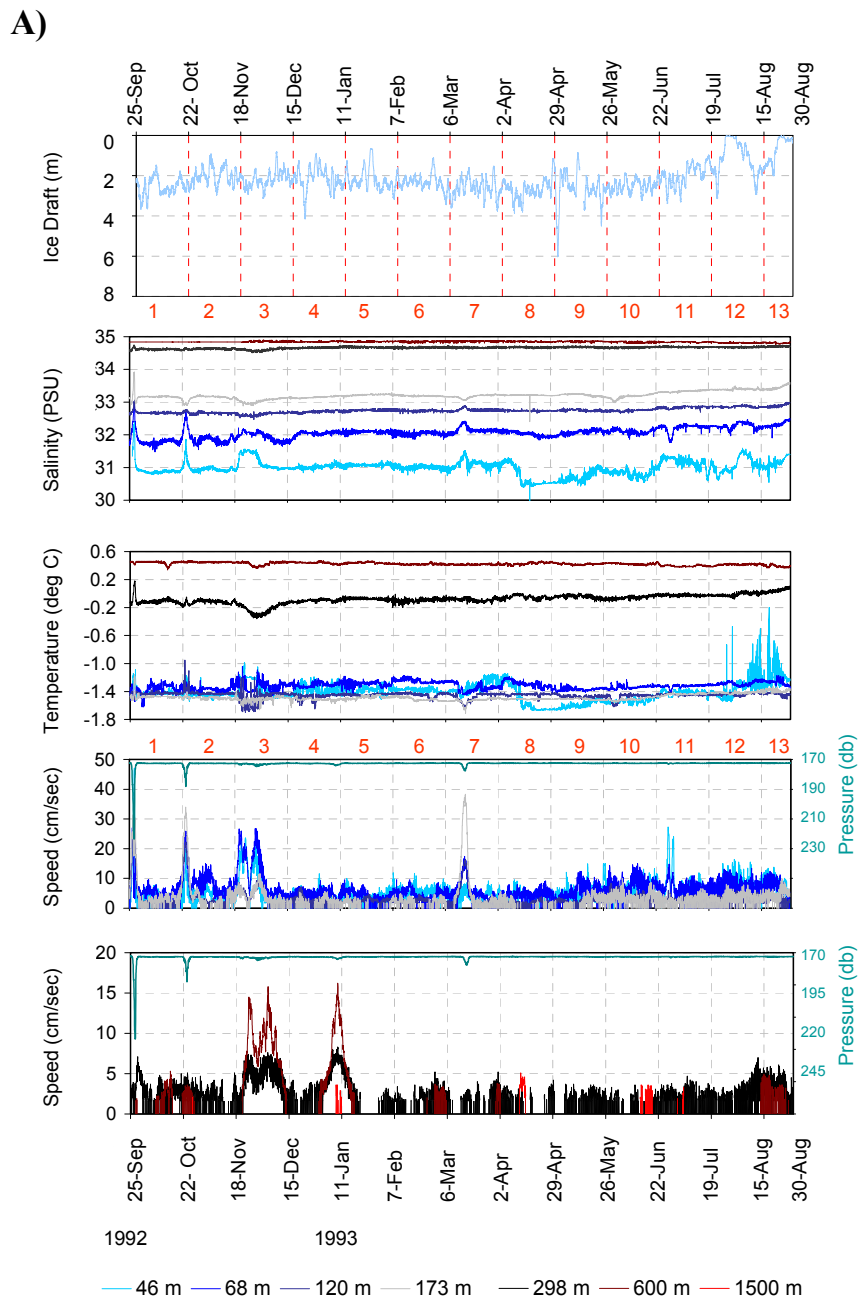 A)
25-Sep 22- Oct 18-Nov 15-Dec 11-Jan 7-Feb 6-Mar 2-Apr 29-Apr 26-May 22-Jun 19-Jul 15-Aug 30-Aug
Ice Draft (m)
0
2
4
6
8
1 2 3 4 5 6 7 8 9 10 11 12 13
Salinity (PSU)
35
34
33
32
31
30
Temperature (deg C)
0.6
0.2
-0.2
-0.6
-1.0
-1.4
-1.8
1 2 3 4 5 6 7 8 9 10 11 12 13
Speed (cm/sec)
50
40
30
20
10
0
170
190
210
230
Pressure (db)
Speed (cm/sec)
20
15
10
5
0
170
195
220
245
Pressure (db)
25-Sep 22- Oct 18-Nov 15-Dec 11-Jan 7-Feb 6-Mar 2-Apr 29-Apr 26-May 22-Jun 19-Jul 15-Aug 30-Aug
1992 1993
46 m 68 m 120 m 173 m 298 m 600 m 1500 m